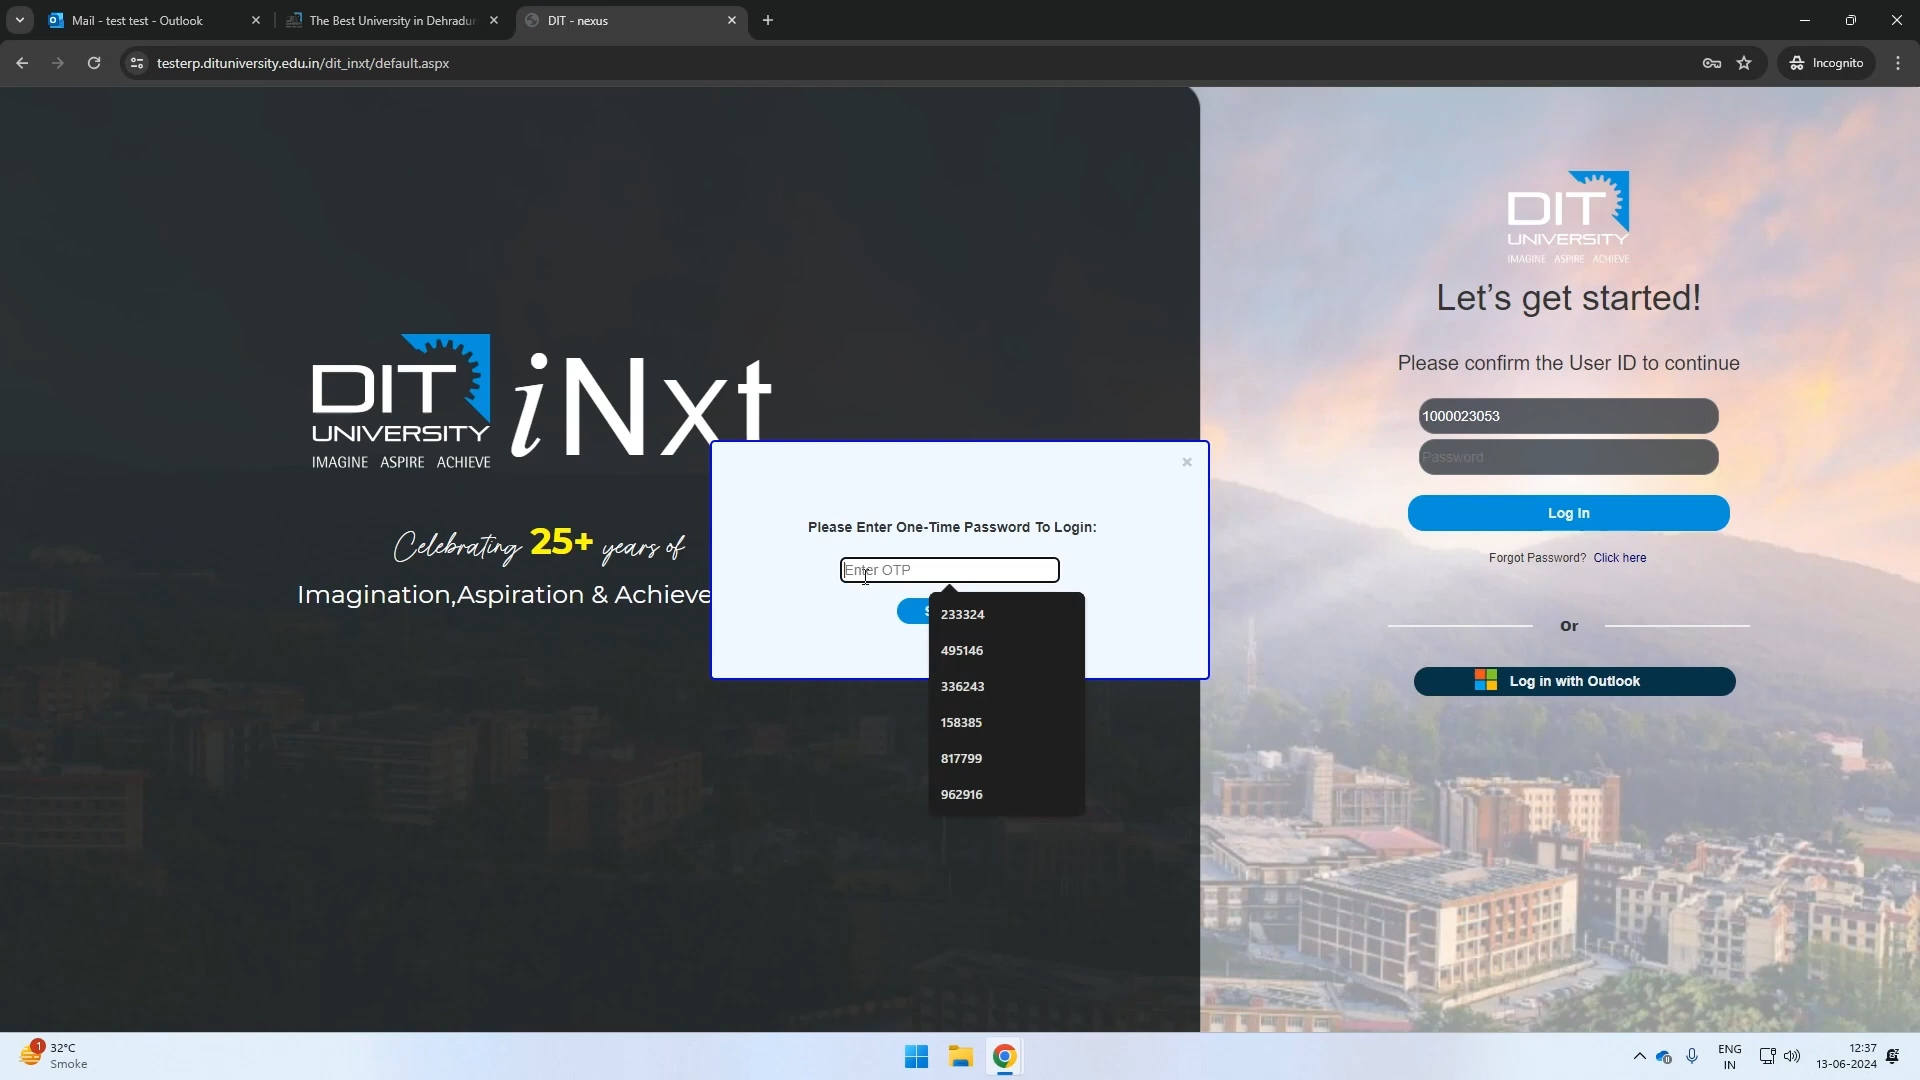 Mail - test test - Outlook
The Best University in Dehradu
DIT - nexus
testerp.dituniversity.edu.in/dit_inxt/default.aspx
Incognito
DIT
UNIVERSITY
IMAGINE ASPIRE ACHIEVE
iNxt
Celebrating 25+ years of
Imagination,Aspiration & Achieve
Please Enter One-Time Password To Login:
Enter OTP
S
233324
495146
336243
158385
817799
962916
DIT
UNIVERSITY
IMAGINE ASPIRE ACHIEVE
Let's get started!
Please confirm the User ID to continue
1000023053
Password
Log In
Forgot Password? Click here
Or
Log in with Outlook
1
32°C
Smoke
ENG
IN
12:37
13-06-2024